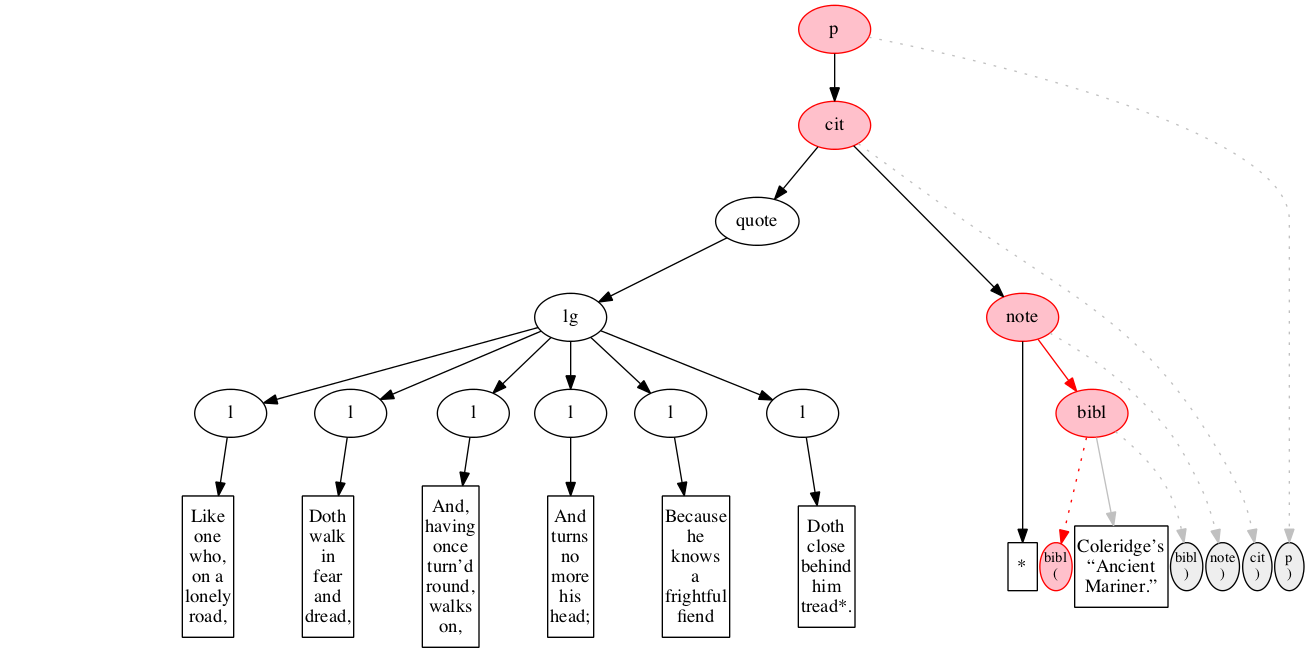 p
cit
quote
lg
note
l
l
l
l
l
l
bibl
Like
one
who,
on a
lonely
road,
Doth
walk
in
fear
and
dread,
And,
having
once
turn’d
round,
walks
on,
And
turns
no
more
his
head;
Because
he
knows
a
frightful
fiend
Doth
close
behind
him
tread*.
*
bibl
(
Coleridge’s
“Ancient
Mariner.”
bibl
)
note
)
cit
)
p
)